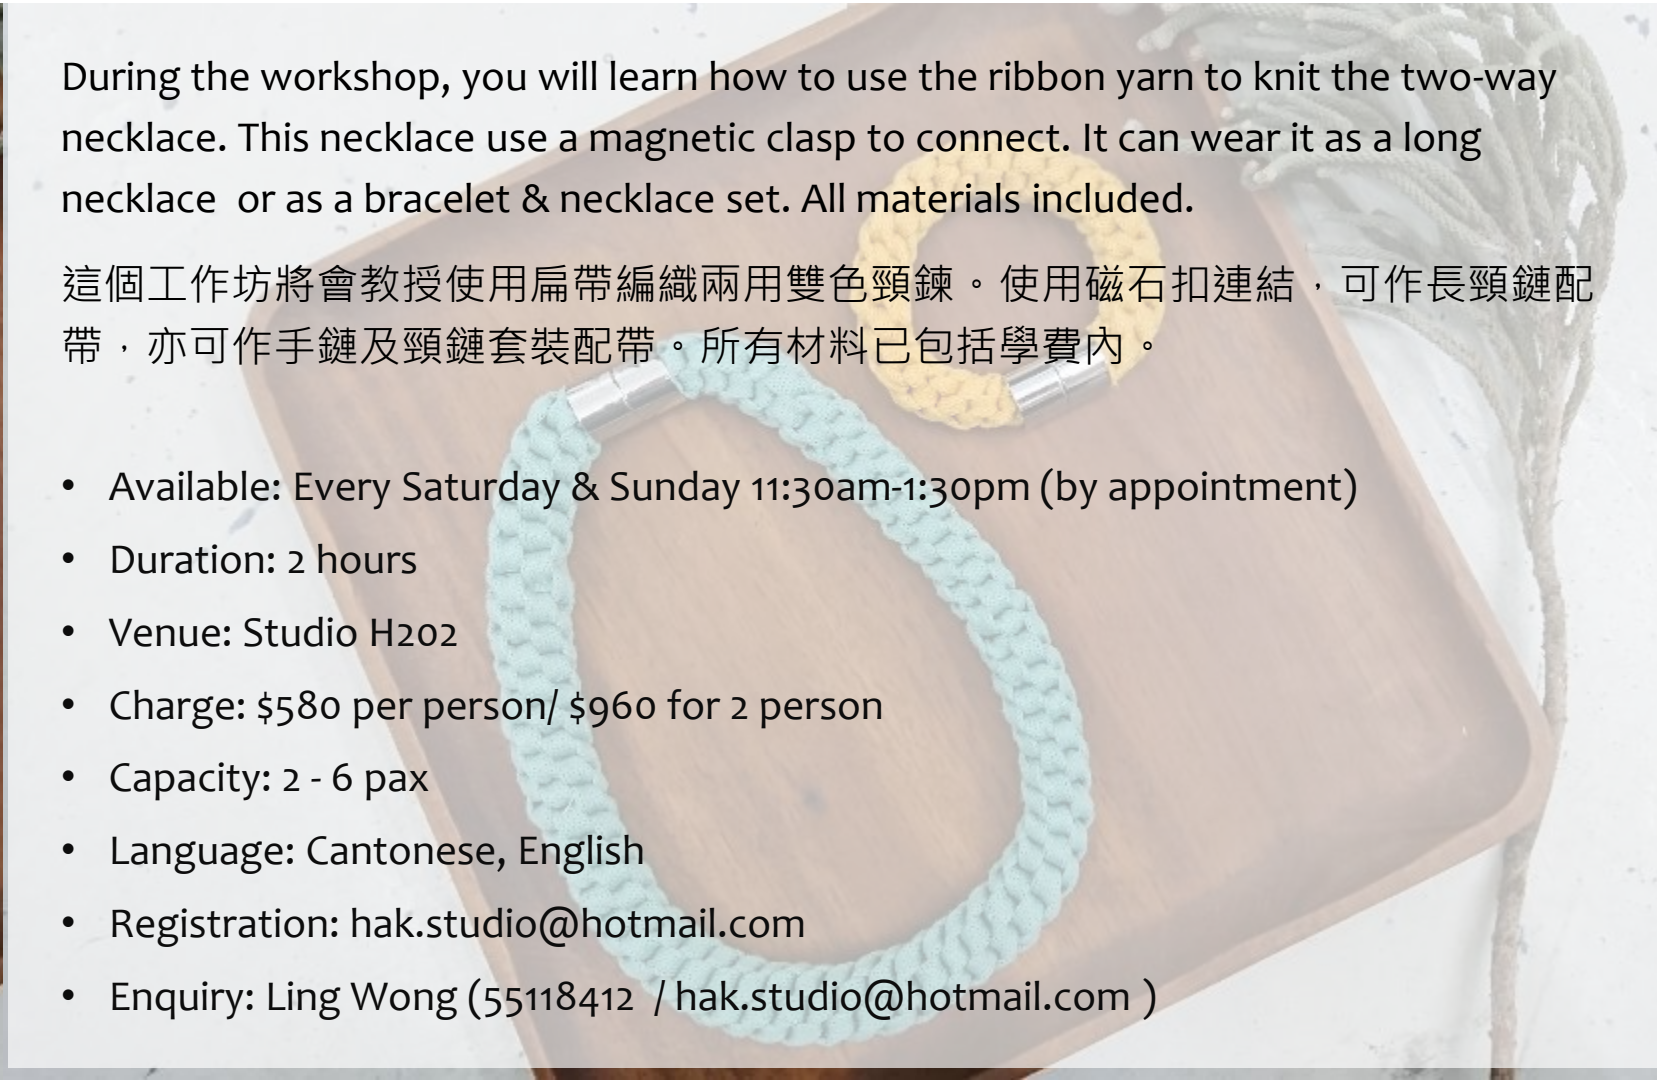 During the workshop, you will learn how to use the ribbon yarn to knit the two-way
necklace. This necklace use a magnetic clasp to connect. It can wear it as a long
necklace  or as a bracelet & necklace set. All materials included.
這個工作坊將會教授使用扁帶編織兩用雙色頸鍊。使用磁石扣連結，可作長頸鏈配
帶，亦可作手鏈及頸鏈套裝配帶。所有材料已包括學費內。
• Available: Every Saturday & Sunday 11:30am-1:30pm (by appointment)
• Duration: 2 hours
• Venue: Studio H202
• Charge: $580 per person/ $960 for 2 person
• Capacity: 2 - 6 pax
• Language: Cantonese, English
• Registration: hak.studio@hotmail.com
• Enquiry: Ling Wong (55118412  / hak.studio@hotmail.com )